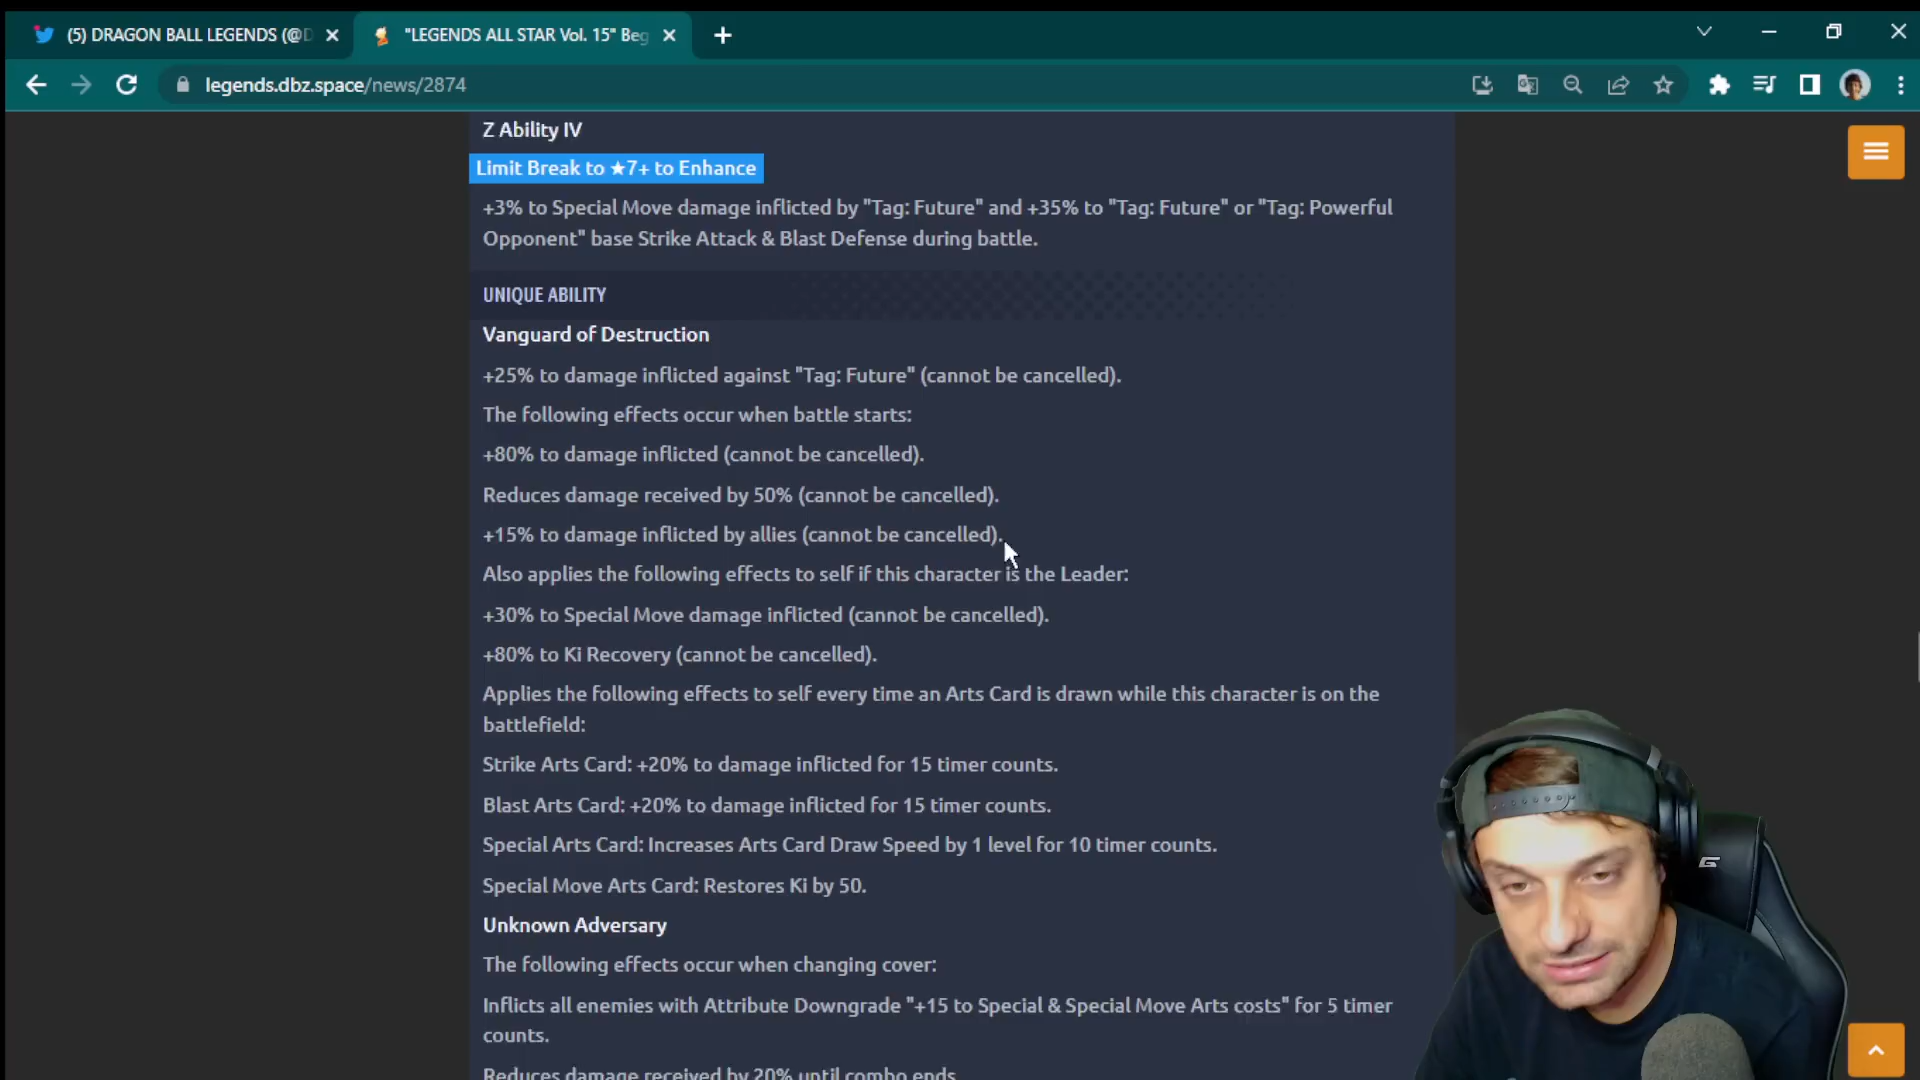 (5) DRAGON BALL LEGENDS (@D
"LEGENDS ALL STAR Vol. 15" Beg
legends.dbz.space/news/2874
Z Ability IV
Limit Break to ★7+ to Enhance
+3% to Special Move damage inflicted by "Tag: Future" and +35% to "Tag: Future" or "Tag: Powerful
Opponent" base Strike Attack & Blast Defense during battle.
UNIQUE ABILITY
Vanguard of Destruction
+25% to damage inflicted against "Tag: Future" (cannot be cancelled).
The following effects occur when battle starts:
+80% to damage inflicted (cannot be cancelled).
Reduces damage received by 50% (cannot be cancelled).
+15% to damage inflicted by allies (cannot be cancelled).
Also applies the following effects to self if this character is the Leader:
+30% to Special Move damage inflicted (cannot be cancelled).
+80% to Ki Recovery (cannot be cancelled).
Applies the following effects to self every time an Arts Card is drawn while this character is on the
battlefield:
Strike Arts Card: +20% to damage inflicted for 15 timer counts.
Blast Arts Card: +20% to damage inflicted for 15 timer counts.
Special Arts Card: Increases Arts Card Draw Speed by 1 level for 10 timer counts.
Special Move Arts Card: Restores Ki by 50.
Unknown Adversary
The following effects occur when changing cover:
Inflicts all enemies with Attribute Downgrade "+15 to Special & Special Move Arts costs" for 5 timer
counts.
Reduces damage received by 20% until combo ends